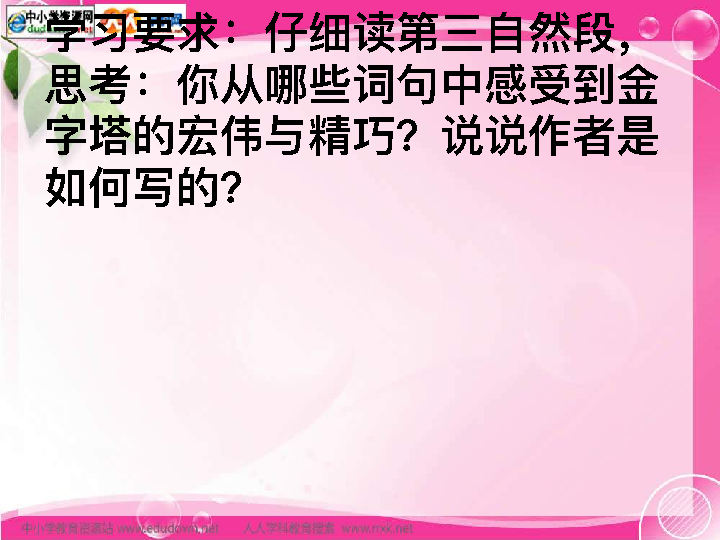 中小学资源网
学习要求：仔细读第三自然段，
思考：你从哪些词句中感受到金
字塔的宏伟与精巧？说说作者是
如何写的？
中小学教育资源站 www.edudown.net 人人学科教育搜索 www.rrxk.net